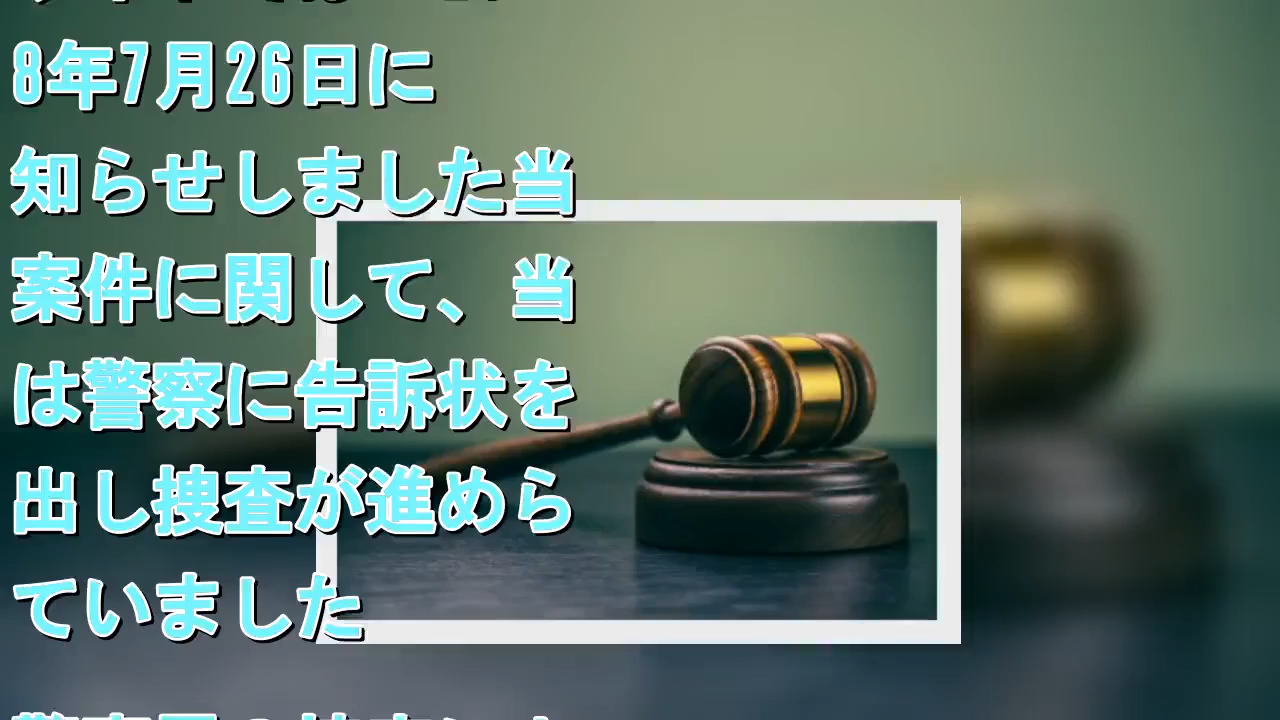 8年7月26日に
知らせしました当
案件に関して、当
は警察に告訴状を
出し捜査が進めら
ていました